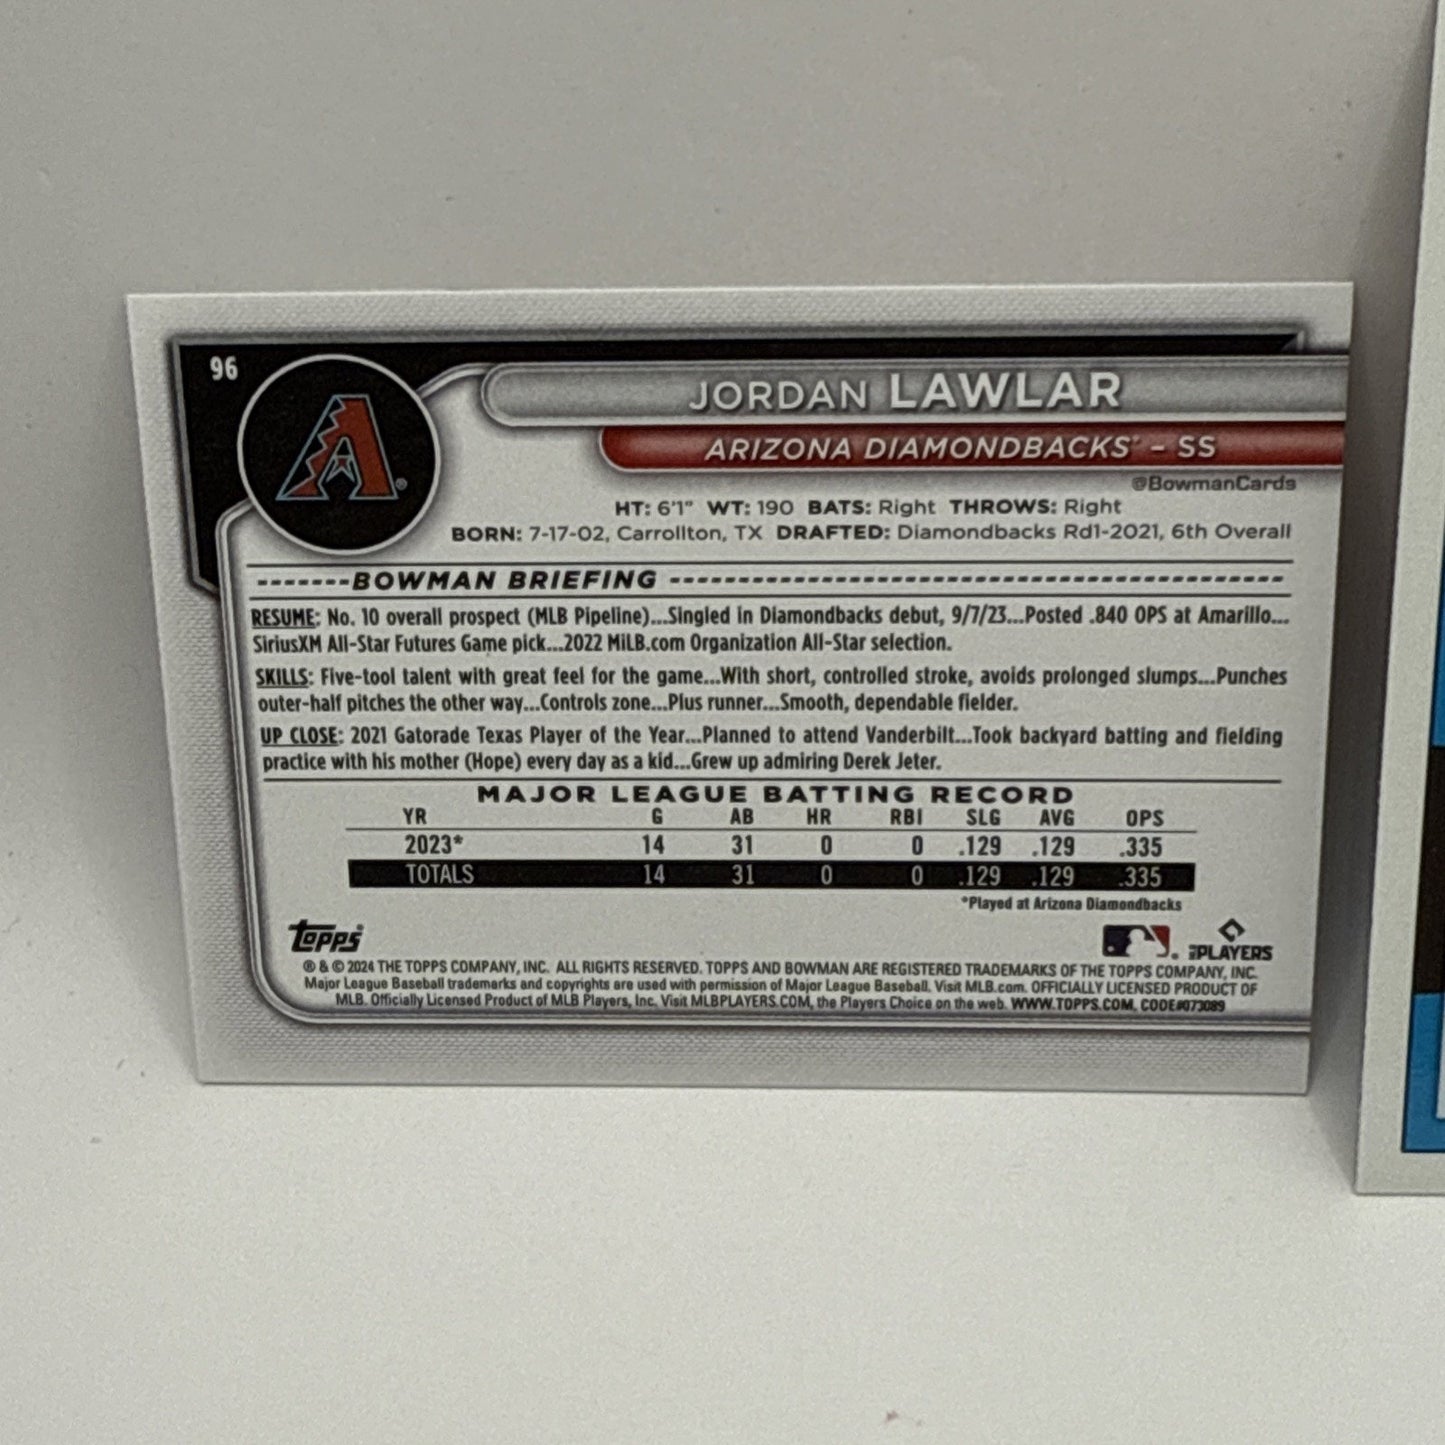 96
JORDAN LAWLAR
ARIZONA DIAMONDBACKS® - SS
@BowmanCards
HT: 6'1" WT: 190 BATS: Right THROWS: Right
BORN: 7-17-02, Carrollton, TX DRAFTED: Diamondbacks Rd1-2021, 6th Overall
A®
-------BOWMAN BRIEFING ------------------------------------------------
RESUME: No. 10 overall prospect (MLB Pipeline)...Singled in Diamondbacks debut, 9/7/23...Posted .840 OPS at Amarillo...
SiriusXM All-Star Futures Game pick...2022 MiLB.com Organization All-Star selection.
SKILLS: Five-tool talent with great feel for the game...With short, controlled stroke, avoids prolonged slumps...Punches
outer-half pitches the other way...Controls zone...Plus runner...Smooth, dependable fielder.
UP CLOSE: 2021 Gatorade Texas Player of the Year...Planned to attend Vanderbilt...Took backyard batting and fielding
practice with his mother (Hope) every day as a kid...Grew up admiring Derek Jeter.
MAJOR LEAGUE BATTING RECORD
YR G AB HR RBI SLG AVG OPS
2023* 14 31 0 0 .129 .129 .335
TOTALS 14 31 0 0 .129 .129 .335
*Played at Arizona Diamondbacks
Topps PLAYERS
® & © 2024 THE TOPPS COMPANY, INC. ALL RIGHTS RESERVED. TOPPS AND BOWMAN ARE REGISTERED TRADEMARKS OF THE TOPPS COMPANY, INC.
Major League Baseball trademarks and copyrights are used with permission of Major League Baseball. Visit MLB.com. OFFICIALLY LICENSED PRODUCT OF
MLB. Officially Licensed Product of MLB Players, Inc. Visit MLBPLAYERS.COM, the Players Choice on the web. WWW.TOPPS.COM. CODE#073089